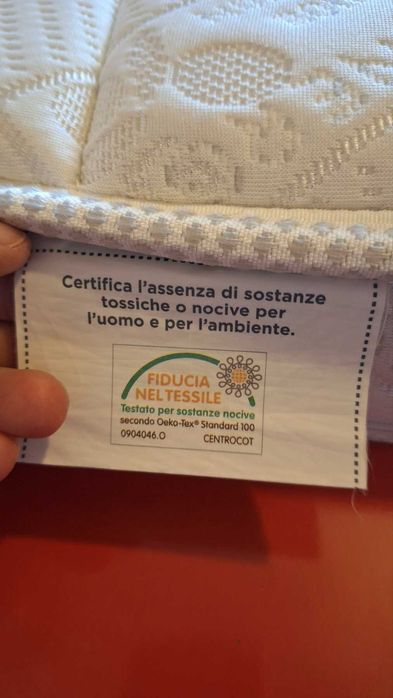 Certifica l'assenza di sostanze
tossiche o nocive per
l'uomo e per l'ambiente.
FIDUCIA
NEL TESSILE
Testato per sostanze nocive
secondo Oeko-Tex® Standard 100
0904046.O CENTROCOT